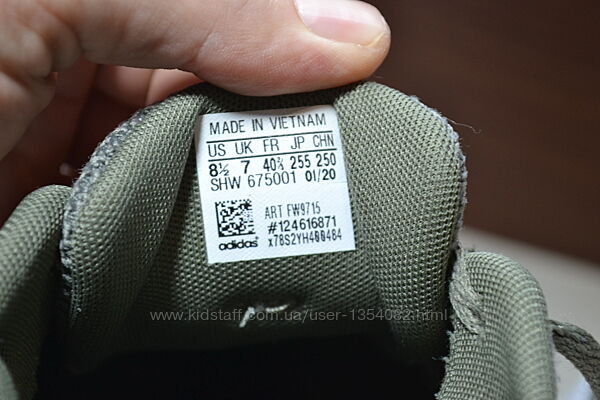 MADE IN VIETNAM
US UK FR JP CHN
8½ 7 40⅔ 255 250
SHW 675001 01/20
ART FW9715
#124616871
adidas x78S2YH400484
www.kidstaff.com.ua/user-1354082.html